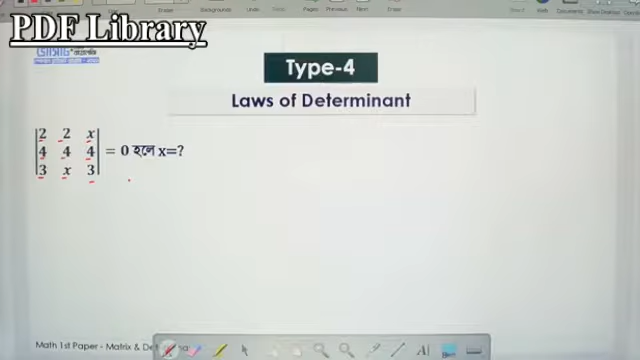 PDF Library
Type-4
Laws of Determinant
2 2 x
4 4 4 = 0 হলে x=?
3 x 3
Math 1st Paper - Matrix & De